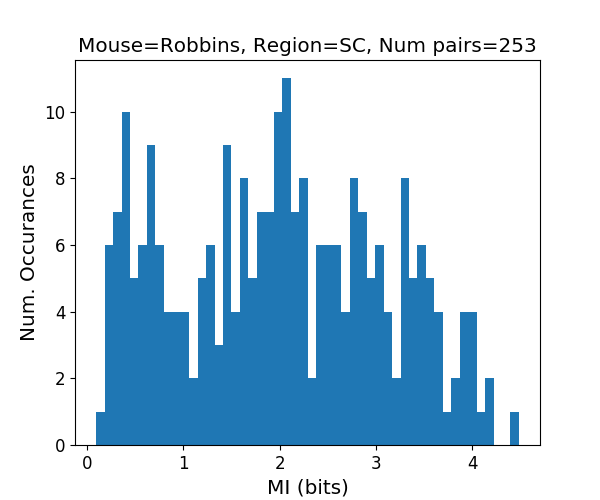 Mouse=Robbins, Region=SC, Num pairs=253
Num. Occurances
10
8
6
4
2
0
0 1 2 3 4
MI (bits)